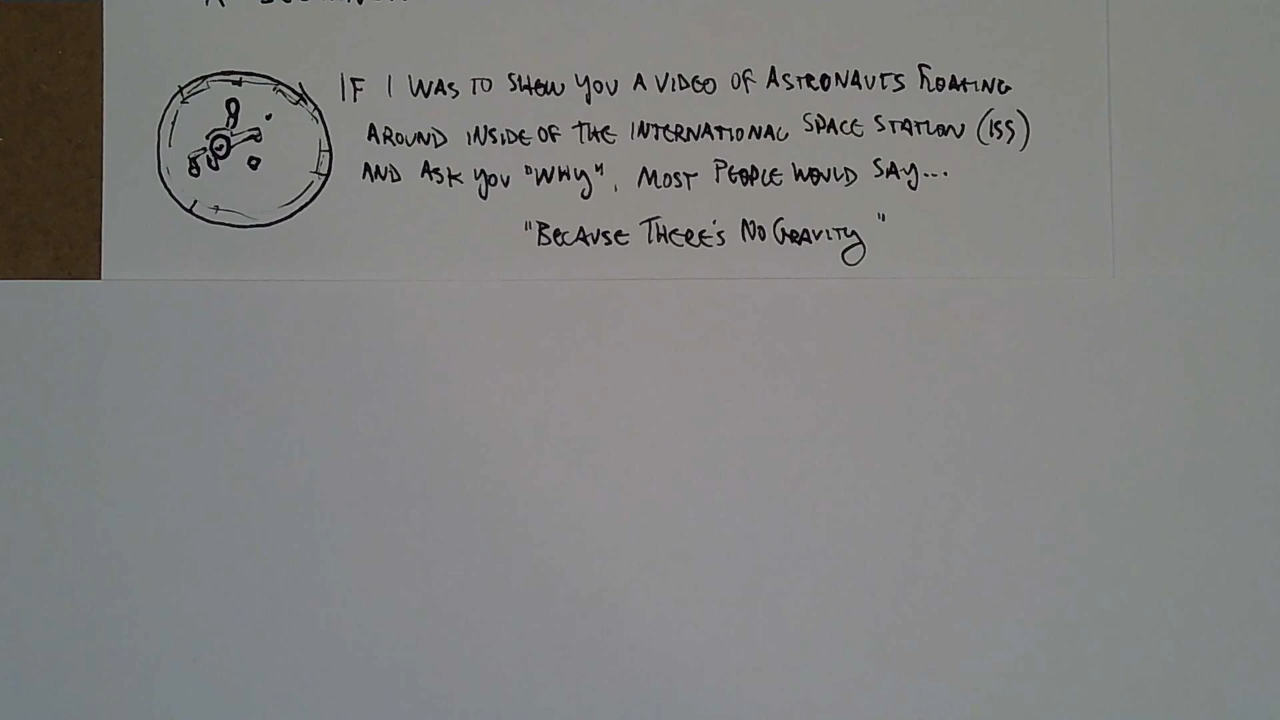 IF I WAS TO SHOW YOU A VIDEO OF ASTRONAUTS FLOATING
AROUND INSIDE OF THE INTERNATIONAL SPACE STATION (ISS)
AND ASK YOU "WHY", MOST PEOPLE WOULD SAY...
"BECAUSE THERE'S NO GRAVITY"